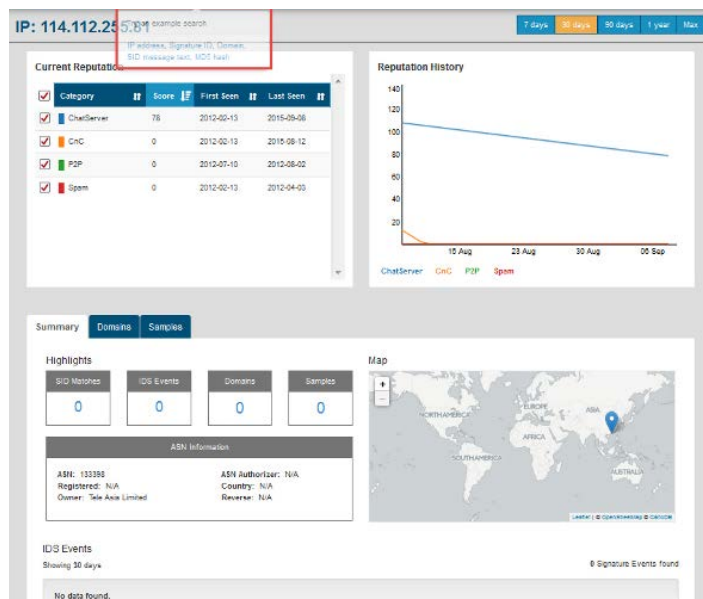 IP: 114.112.255.81
example search
IP address, Signature ID, Domain,
SID message text, MD5 hash
7 days 30 days 90 days 1 year Max
Current Reputation
Category Score First Seen Last Seen
ChatServer 78 2012-02-13 2015-09-08
CnC 0 2012-02-13 2015-08-12
P2P 0 2012-07-10 2012-08-02
Spam 0 2012-02-13 2012-04-03
Reputation History
140
120
100
80
60
40
20
15 Aug 23 Aug 30 Aug 06 Sep
ChatServer CnC P2P Spam
Summary Domains Samples
Highlights
SID Matches IDS Events Domains Samples
0 0 0 0
ASN Information
ASN: 133398 ASN Authorizer: N/A
Registered: N/A Country: N/A
Owner: Tele Asia Limited Reverse: N/A
Map
+
-
NORTH AMERICA
EUROPE
ASIA
AFRICA
SOUTH AMERICA
AUSTRALIA
Leaflet | © OpenStreetMap © CartoDB
IDS Events
Showing 30 days 0 Signature Events found
No data found.